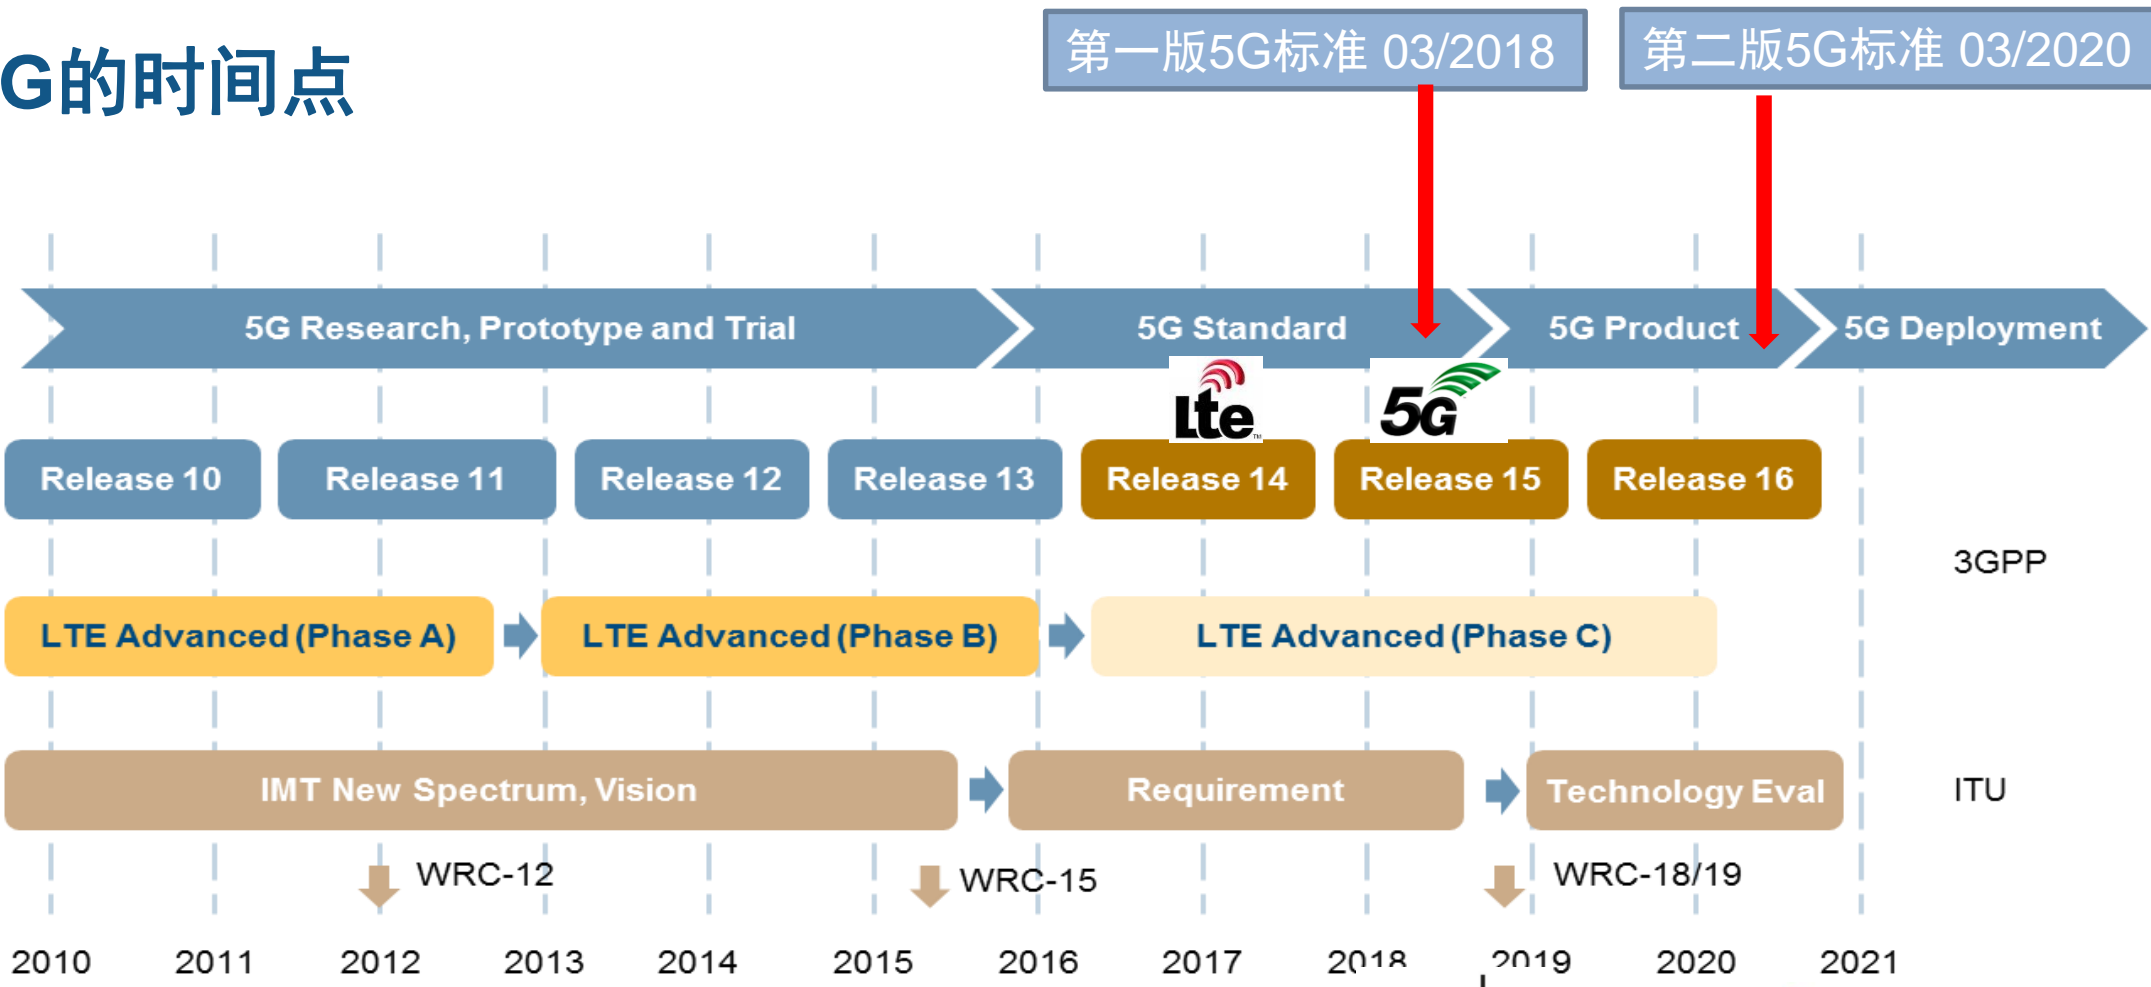 第一版5G标准 03/2018
第二版5G标准 03/2020
G的时间点
5G Research, Prototype and Trial
5G Standard
5G Product
5G Deployment
Lte
TM
5G
Release 10
Release 11
Release 12
Release 13
Release 14
Release 15
Release 16
3GPP
LTE Advanced (Phase A)
LTE Advanced (Phase B)
LTE Advanced (Phase C)
IMT New Spectrum, Vision
Requirement
Technology Eval
ITU
WRC-12
WRC-15
WRC-18/19
2010
2011
2012
2013
2014
2015
2016
2017
2018
2019
2020
2021